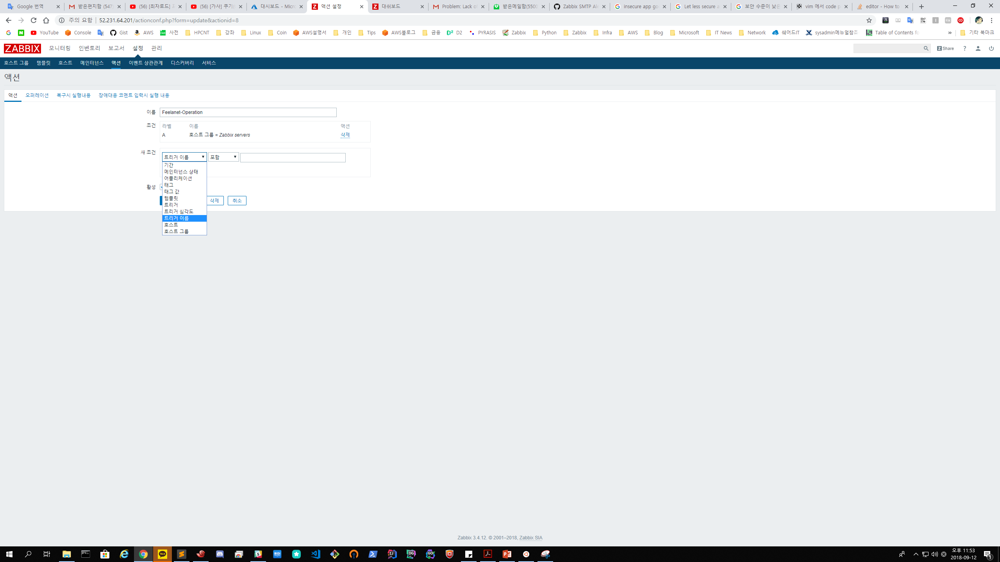 Google 번역
받은편지함 (547)
(56) [최자로드]
(56) [가사] 쿠기(
대시보드 - Micro
액션 설정
대쉬보드
Problem: Lack of
받은메일함(5500
Zabbix SMTP Ale
insecure app goo
Let less secure a
보안 수준이 낮은
vim 에서 code p
editor - How to
주의 요함
52.231.64.201/actionconf.php?form=update&actionid=8
YouTube
Console
Gist
AWS
사전
HPCNT
강좌
Linux
Coin
AWS설명서
개인
Tips
AWS블로그
금융
D2
PYRASIS
Zabbix
Python
Zabbix
Infra
AWS
Blog
Microsoft
IT News
Network
쉐어드IT
sysadmin메뉴얼참조
Table of Contents fo
»
기타 북마크
ZABBIX
모니터링
인벤토리
보고서
설정
관리
Z Share
?
호스트 그룹
템플릿
호스트
메인터넌스
액션
이벤트 상관관계
디스커버리
서비스
액션
액션
오퍼레이션
복구시 실행내용
장애대응 코멘트 입력시 실행 내용
이름
Feelanet-Operation
조건
라벨
이름
액션
A
호스트 그룹 = Zabbix servers
삭제
새 조건
트리거 이름
포함
기간
메인터넌스 상태
어플리케이션
태그
태그 값
템플릿
트리거
트리거 심각도
트리거 이름
호스트
호스트 그룹
활성
삭제
취소
Zabbix 3.4.12. © 2001–2018, Zabbix SIA
TALK
RIDI
IJ
DG
GO
오후 11:53
2018-09-12
1